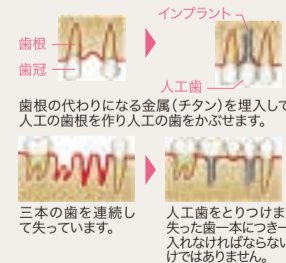 インプラント
歯根
歯冠
人工歯
歯根の代わりになる金属(チタン)を埋入して
人工の歯根を作り人工の歯をかぶせます。
三本の歯を連続し
て失っています。
人工歯をとりつけま
失った歯一本につき一
入れなければならない
けではありません。